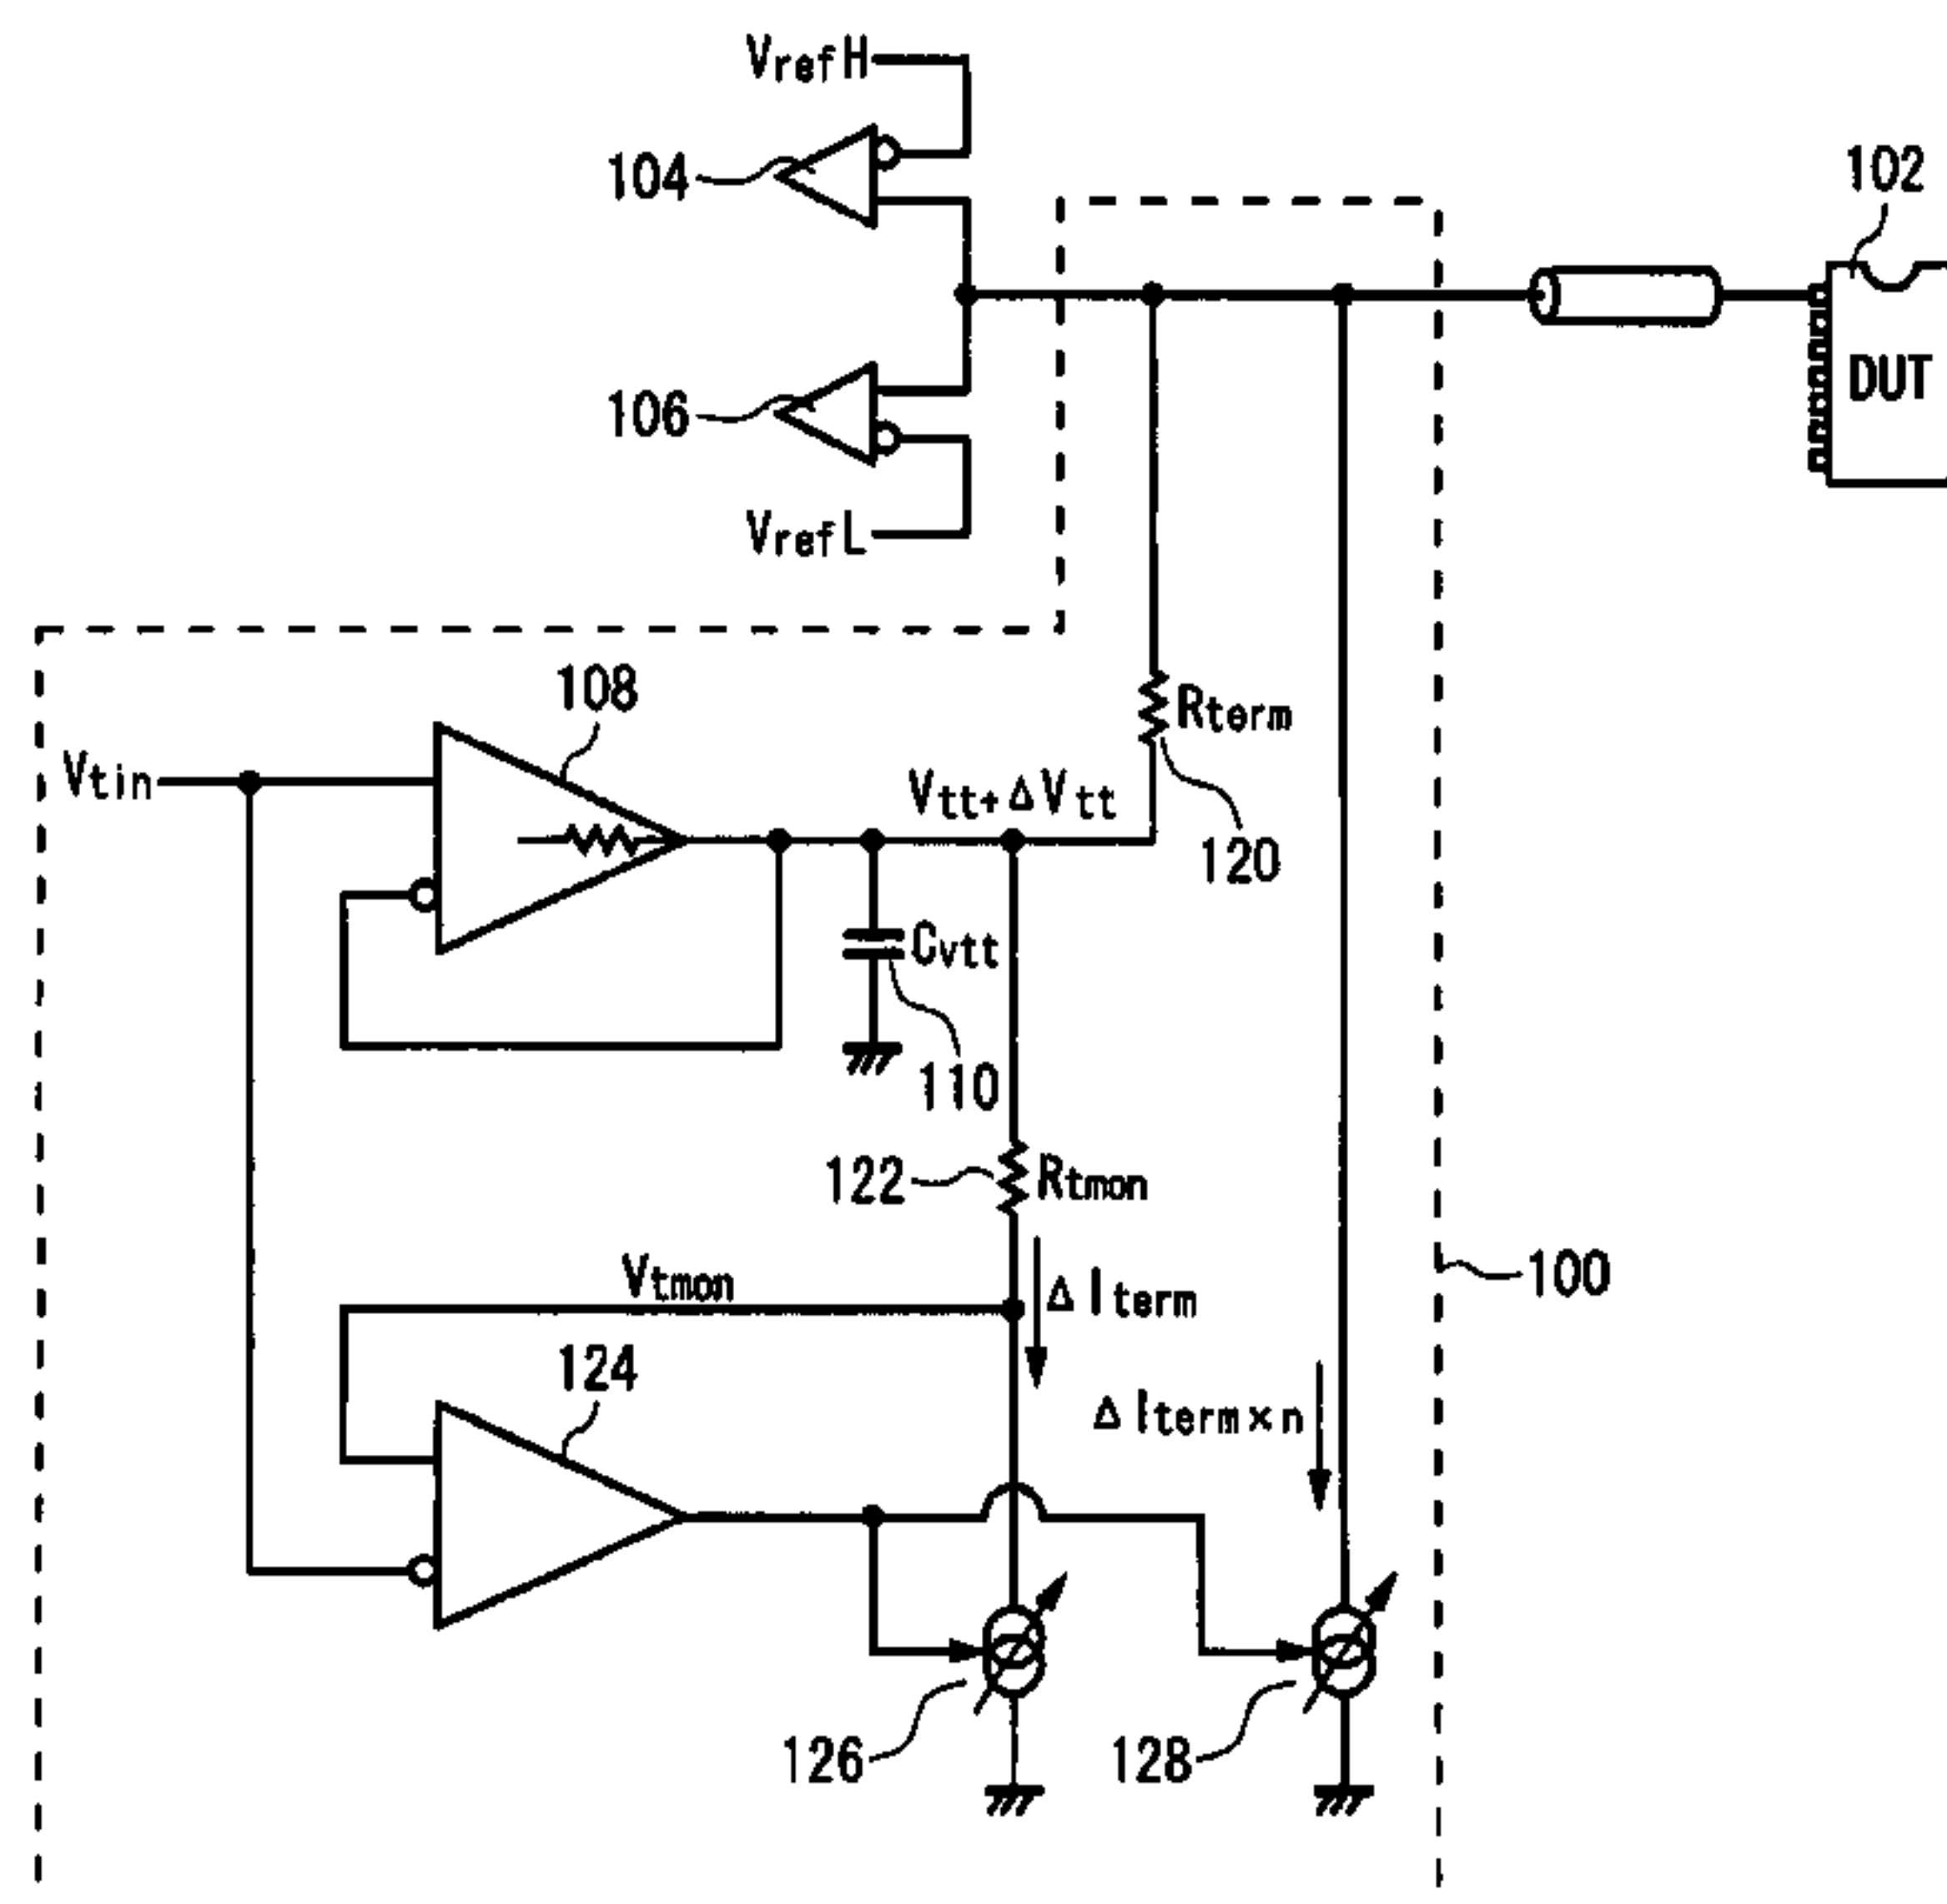 VrefH
104
102
106
DUT
VrefL
108
Rterm
Vtin
Vtt+ΔVtt
120
Cvtt
110
122
Rtmon
Vtmon
ΔIterm
100
124
ΔIterm×n
126
128